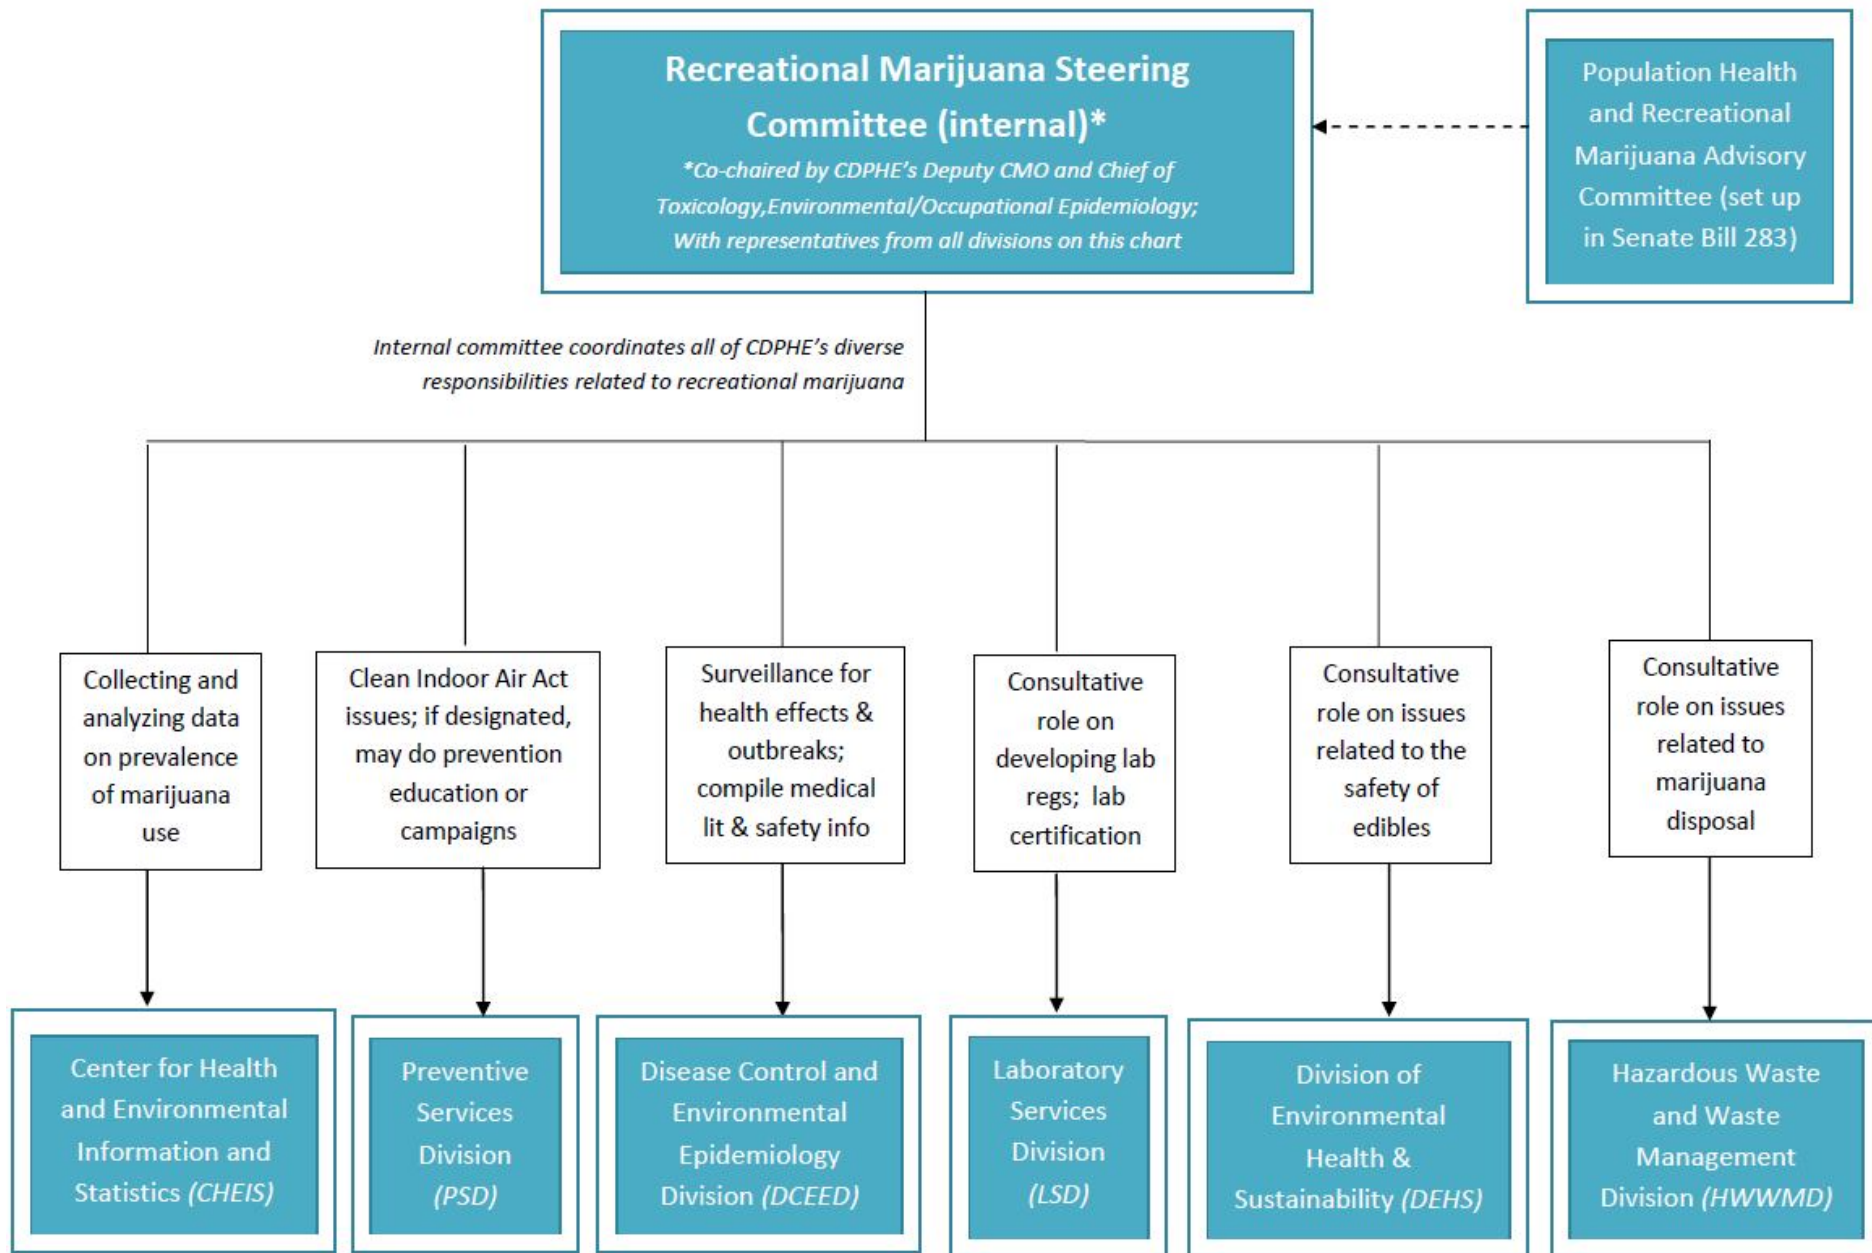 Recreational Marijuana Steering
Committee (internal)*
*Co-chaired by CDPHE's Deputy CMO and Chief of
Toxicology,Environmental/Occupational Epidemiology;
With representatives from all divisions on this chart
Population Health
and Recreational
Marijuana Advisory
Committee (set up
in Senate Bill 283)
Internal committee coordinates all of CDPHE's diverse
responsibilities related to recreational marijuana
Collecting and
analyzing data
on prevalence
of marijuana
use
Clean Indoor Air Act
issues; if designated,
may do prevention
education or
campaigns
Surveillance for
health effects &
outbreaks;
compile medical
lit & safety info
Consultative
role on
developing lab
regs;  lab
certification
Consultative
role on issues
related to the
safety of
edibles
Consultative
role on issues
related to
marijuana
disposal
Center for Health
and Environmental
Information and
Statistics (CHEIS)
Preventive
Services
Division
(PSD)
Disease Control and
Environmental
Epidemiology
Division (DCEED)
Laboratory
Services
Division
(LSD)
Division of
Environmental
Health &
Sustainability (DEHS)
Hazardous Waste
and Waste
Management
Division (HWWMD)